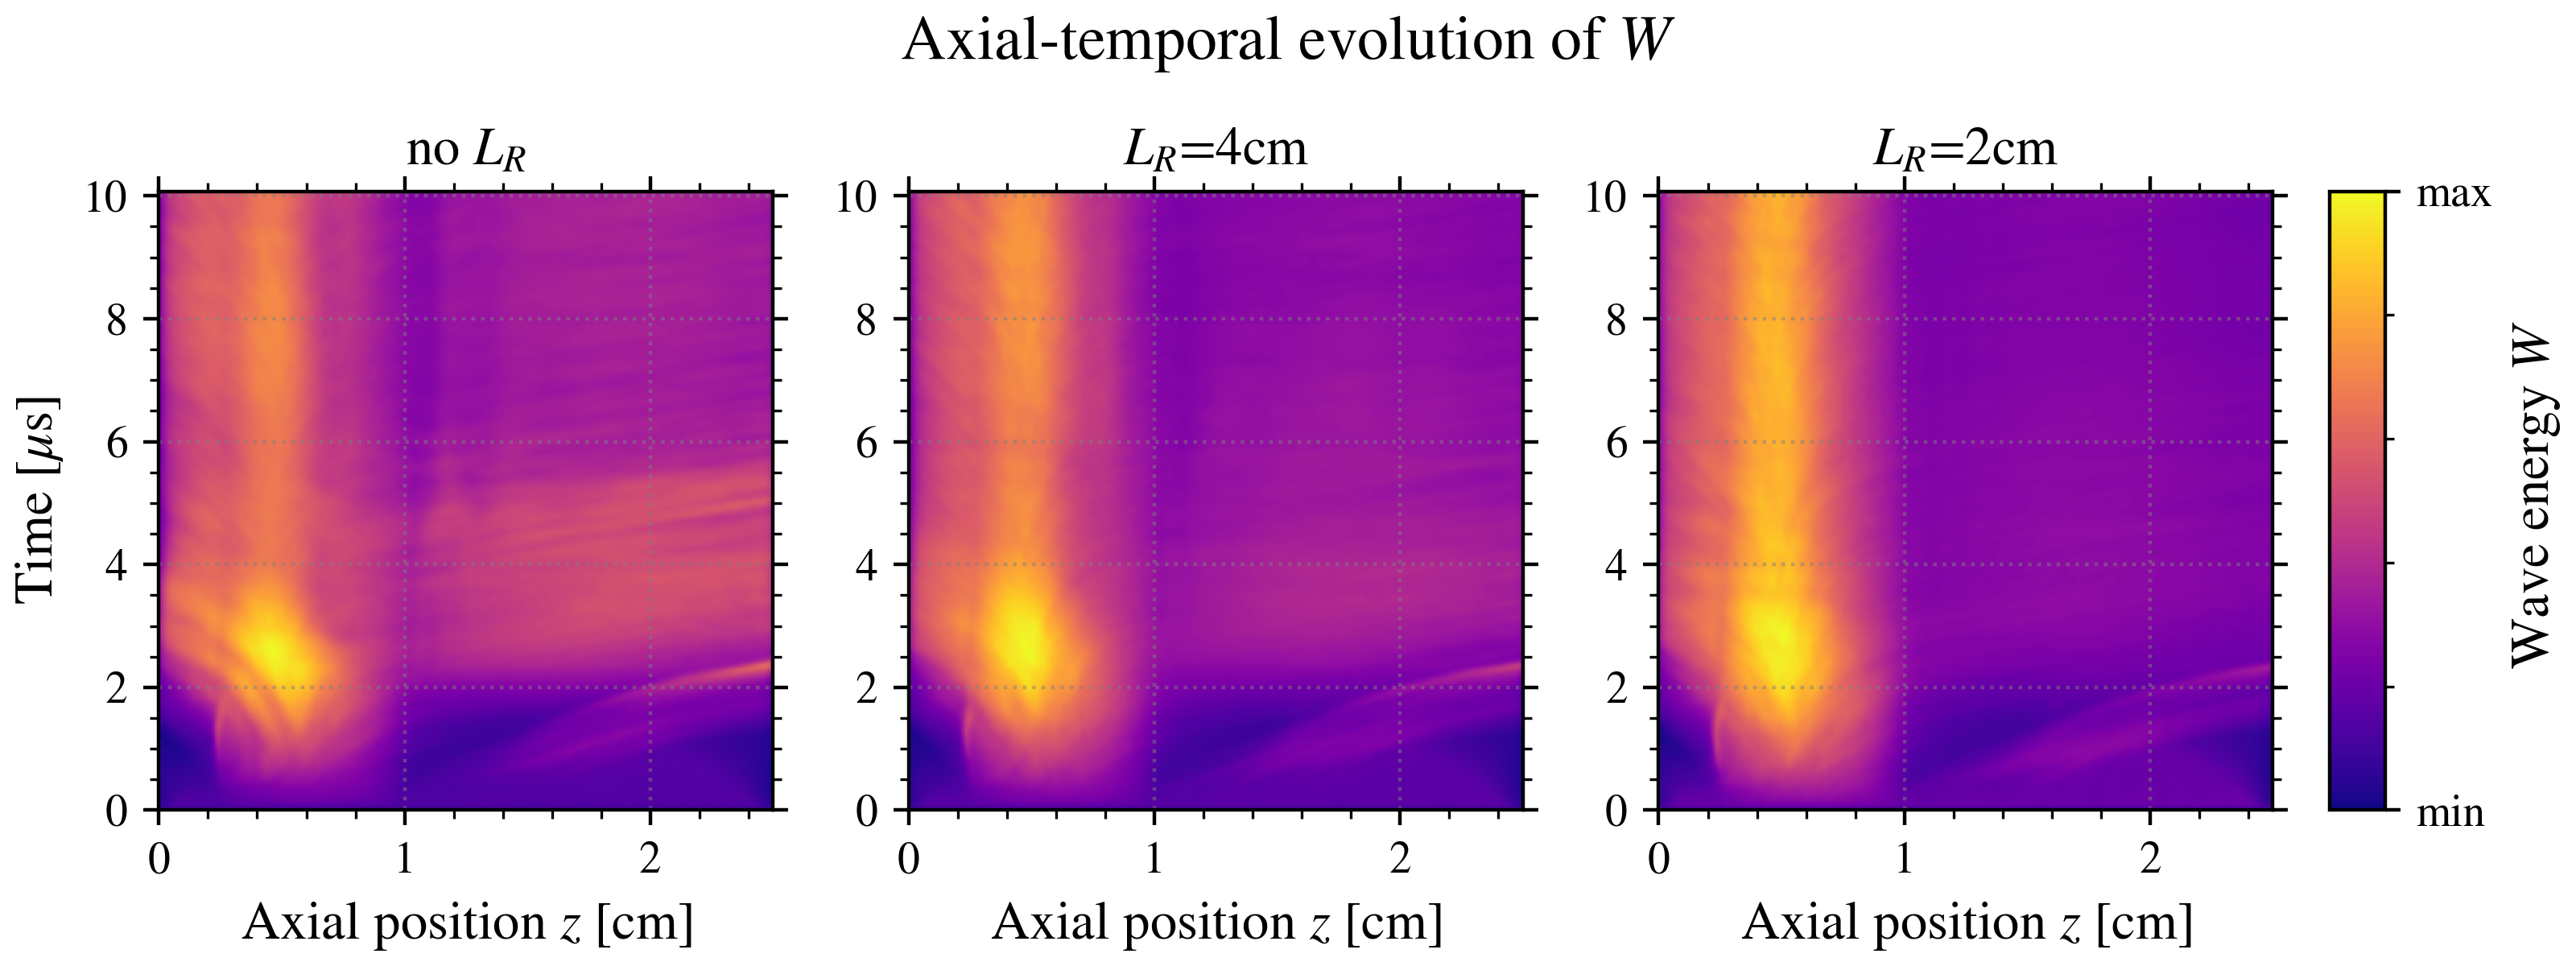 Axial-temporal evolution of W
no L_R
L_R=4cm
L_R=2cm
10
8
6
4
2
0
Time [μs]
0 1 2
Axial position z [cm]
10
8
6
4
2
0
0 1 2
Axial position z [cm]
10
8
6
4
2
0
0 1 2
Axial position z [cm]
max
min
Wave energy W